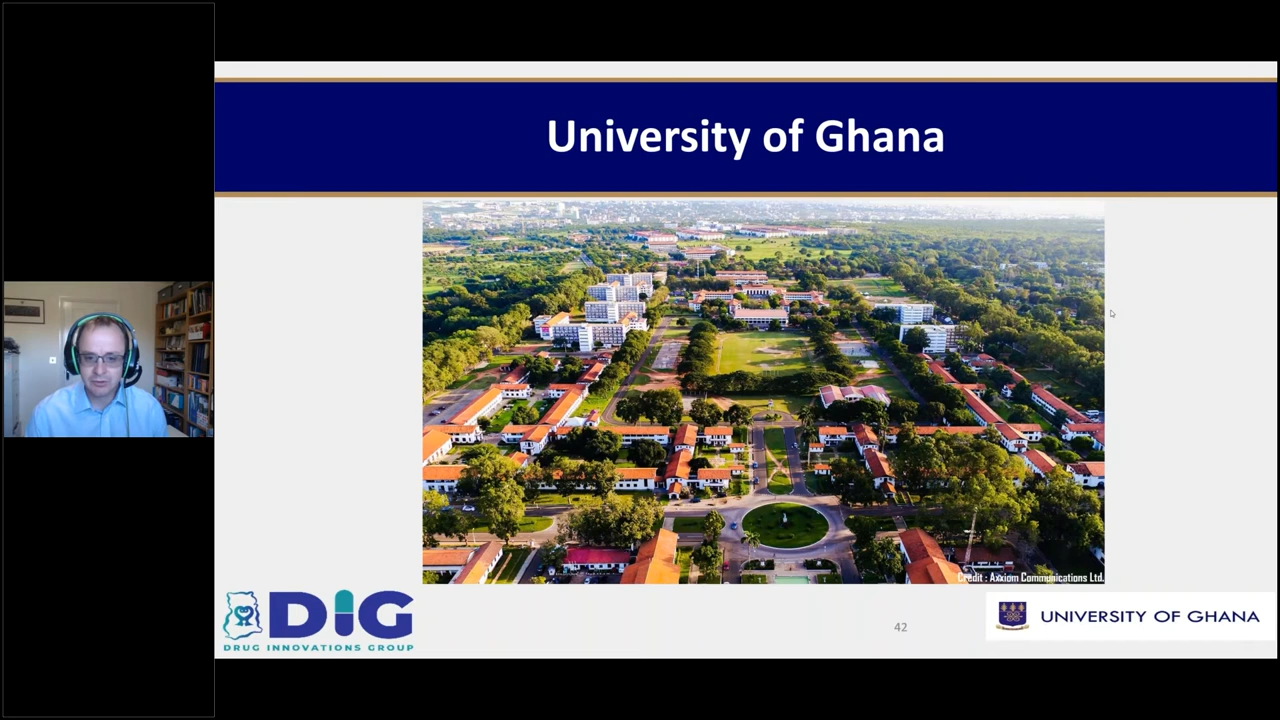 University of Ghana
Credit : Axxiom Communications Ltd.
DIG
DRUG INNOVATIONS GROUP
42
UNIVERSITY OF GHANA